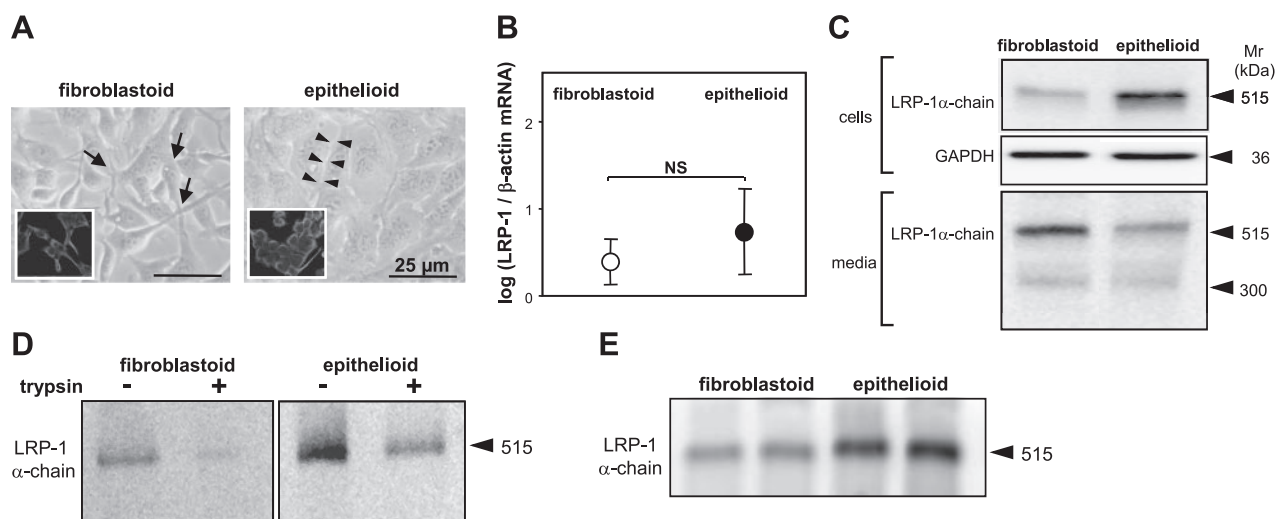 A
fibroblastoid epithelioid
25 µm
B
fibroblastoid epithelioid
NS
log (LRP-1 / β-actin mRNA)
2
1
0
C
fibroblastoid epithelioid Mr
(kDa)
cells
LRP-1α-chain 515
GAPDH 36
media
LRP-1α-chain 515
300
D
fibroblastoid epithelioid
trypsin - + - +
LRP-1
α-chain
515
E
fibroblastoid epithelioid
LRP-1
α-chain
515